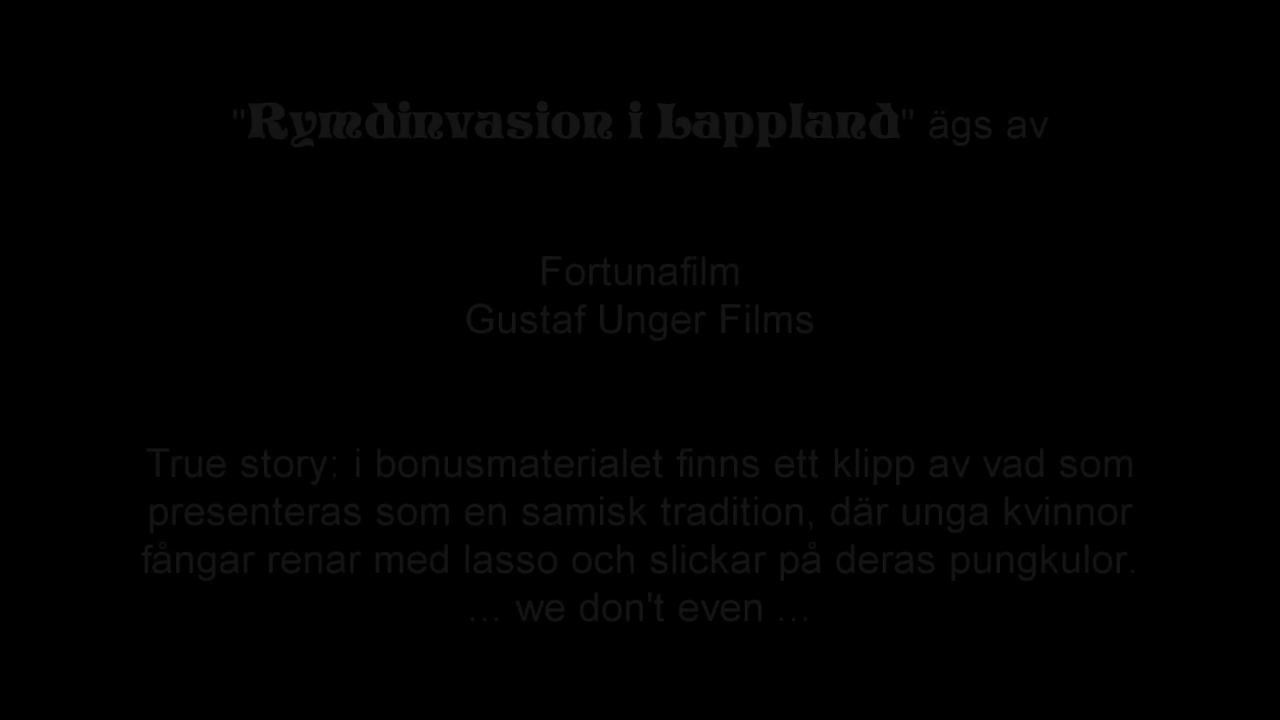 "Rymdinvasion i Lappland" ägs av
Fortunafilm
Gustaf Unger Films
True story: i bonusmaterialet finns ett klipp av vad som
presenteras som en samisk tradition, där unga kvinnor
fångar renar med lasso och slickar på deras pungkulor.
... we don't even ...